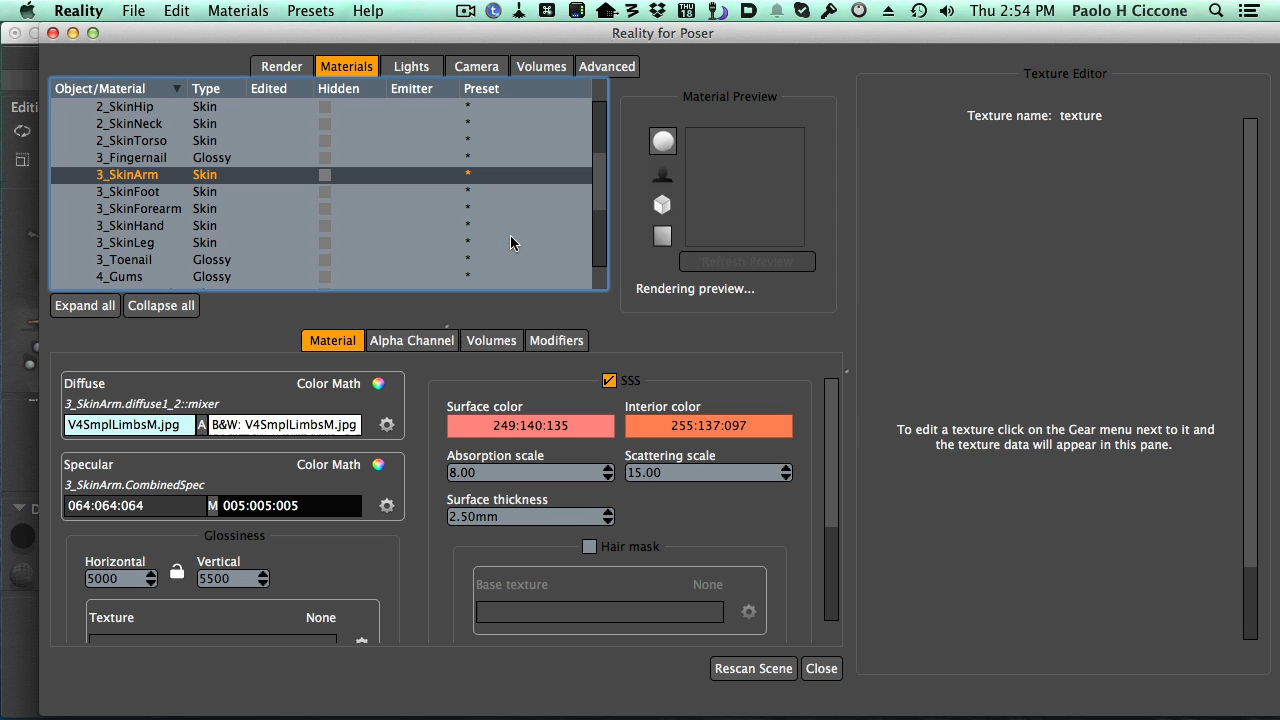 Reality File Edit Materials Presets Help THU 18 Thu 2:54 PM Paolo H Ciccone
Reality for Poser
Editi
Render Materials Lights Camera Volumes Advanced
Object/Material Type Edited Hidden Emitter Preset
2_SkinHip Skin *
2_SkinNeck Skin *
2_SkinTorso Skin *
3_Fingernail Glossy *
3_SkinArm Skin *
3_SkinFoot Skin *
3_SkinForearm Skin *
3_SkinHand Skin *
3_SkinLeg Skin *
3_Toenail Glossy *
4_Gums Glossy *
Expand all Collapse all
Material Preview
Refresh Preview
Rendering preview...
Texture Editor
Texture name: texture
To edit a texture click on the Gear menu next to it and
the texture data will appear in this pane.
Material Alpha Channel Volumes Modifiers
Diffuse Color Math
3_SkinArm.diffuse1_2::mixer
V4SmplLimbsM.jpg A B&W: V4SmplLimbsM.jpg
Specular Color Math
3_SkinArm.CombinedSpec
064:064:064 M 005:005:005
Glossiness
Horizontal Vertical
5000 5500
Texture None
SSS
Surface color Interior color
249:140:135 255:137:097
Absorption scale Scattering scale
8.00 15.00
Surface thickness
2.50mm
Hair mask
Base texture None
Rescan Scene Close
D